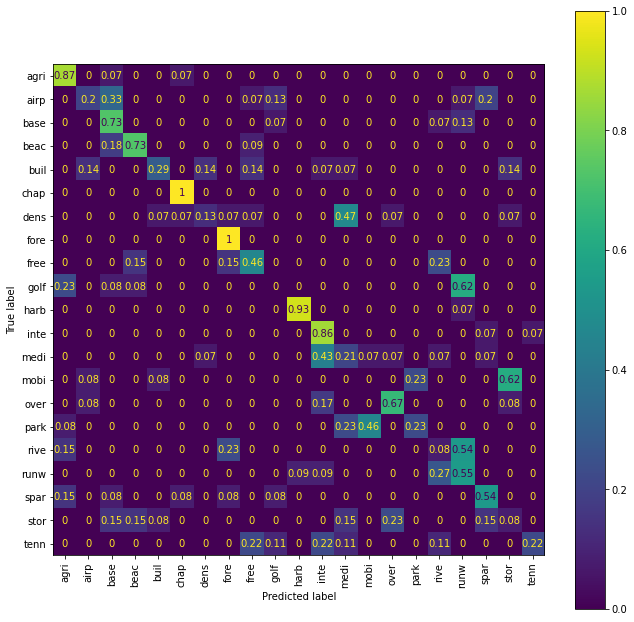 1.0
agri 0.87 0 0.07 0 0 0.07 0 0 0 0 0 0 0 0 0 0 0 0 0 0 0
airp 0 0.2 0.33 0 0 0 0 0 0.07 0.13 0 0 0 0 0 0 0 0.07 0.2 0 0
base 0 0 0.73 0 0 0 0 0 0 0.07 0 0 0 0 0 0 0.07 0.13 0 0 0
0.8
beac 0 0 0.18 0.73 0 0 0 0 0.09 0 0 0 0 0 0 0 0 0 0 0 0
buil 0 0.14 0 0 0.29 0 0.14 0 0.14 0 0 0.07 0.07 0 0 0 0 0 0 0.14 0
chap 0 0 0 0 0 1 0 0 0 0 0 0 0 0 0 0 0 0 0 0 0
dens 0 0 0 0 0.07 0.07 0.13 0.07 0.07 0 0 0 0.47 0 0.07 0 0 0 0 0.07 0
fore 0 0 0 0 0 0 0 1 0 0 0 0 0 0 0 0 0 0 0 0 0
0.6
free 0 0 0 0.15 0 0 0 0.15 0.46 0 0 0 0 0 0 0 0.23 0 0 0 0
golf 0.23 0 0.08 0.08 0 0 0 0 0 0 0 0 0 0 0 0 0 0.62 0 0 0
True label
harb 0 0 0 0 0 0 0 0 0 0 0.93 0 0 0 0 0 0 0.07 0 0 0
inte 0 0 0 0 0 0 0 0 0 0 0 0.86 0 0 0 0 0 0 0.07 0 0.07
medi 0 0 0 0 0 0 0.07 0 0 0 0 0.43 0.21 0.07 0.07 0 0.07 0 0.07 0 0
0.4
mobi 0 0.08 0 0 0.08 0 0 0 0 0 0 0 0 0 0 0.23 0 0 0 0.62 0
over 0 0.08 0 0 0 0 0 0 0 0 0 0.17 0 0 0.67 0 0 0 0 0.08 0
park 0.08 0 0 0 0 0 0 0 0 0 0 0 0.23 0.46 0 0.23 0 0 0 0 0
rive 0.15 0 0 0 0 0 0 0.23 0 0 0 0 0 0 0 0 0.08 0.54 0 0 0
runw 0 0 0 0 0 0 0 0 0 0 0.09 0.09 0 0 0 0 0.27 0.55 0 0 0
0.2
spar 0.15 0 0.08 0 0 0.08 0 0.08 0 0.08 0 0 0 0 0 0 0 0 0.54 0 0
stor 0 0 0.15 0.15 0.08 0 0 0 0 0 0 0 0.15 0 0.23 0 0 0 0.15 0.08 0
tenn 0 0 0 0 0 0 0 0 0.22 0.11 0 0.22 0.11 0 0 0 0.11 0 0 0 0.22
agri airp base beac buil chap dens fore free golf harb inte medi mobi over park rive runw spar stor tenn
Predicted label
0.0